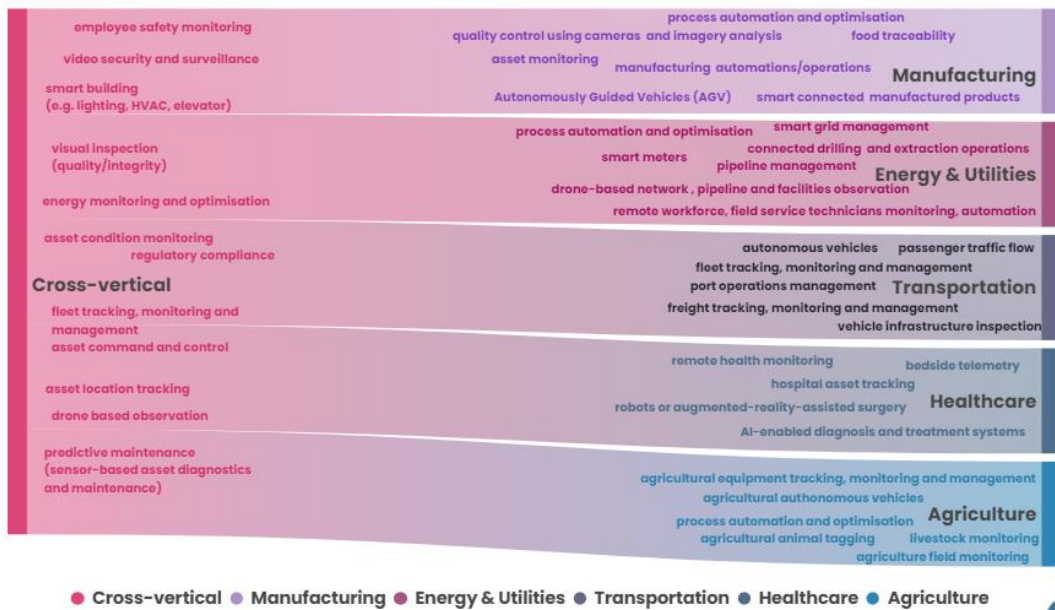 employee safety monitoring
video security and surveillance
smart building
(e.g. lighting, HVAC, elevator)
visual inspection
(quality/integrity)
energy monitoring and optimisation
asset condition monitoring
regulatory compliance
Cross-vertical
fleet tracking, monitoring and
management
asset command and control
asset location tracking
drone based observation
predictive maintenance
(sensor-based asset diagnostics
and maintenance)
process automation and optimisation
quality control using cameras and imagery analysis
food traceability
asset monitoring
manufacturing automations/operations
Manufacturing
Autonomously Guided Vehicles (AGV)
smart connected manufactured products
process automation and optimisation
smart grid management
connected drilling and extraction operations
smart meters
pipeline management
Energy & Utilities
drone-based network , pipeline and facilities observation
remote workforce, field service technicians monitoring, automation
autonomous vehicles
passenger traffic flow
fleet tracking, monitoring and management
port operations management
Transportation
freight tracking, monitoring and management
vehicle infrastructure inspection
remote health monitoring
bedside telemetry
hospital asset tracking
robots or augmented-reality-assisted surgery
Healthcare
AI-enabled diagnosis and treatment systems
agricultural equipment tracking, monitoring and management
agricultural authonomous vehicles
process automation and optimisation
Agriculture
agricultural animal tagging
livestock monitoring
agriculture field monitoring
Cross-vertical Manufacturing Energy & Utilities Transportation Healthcare Agriculture